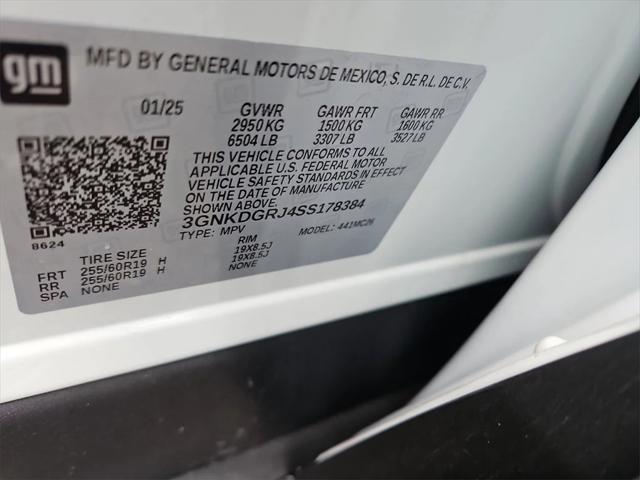 gm
MFD BY GENERAL MOTORS DE MEXICO, S. DE R.L. DE C.V.
01/25 GVWR GAWR FRT GAWR RR
2950 KG 1500 KG 1600 KG
6504 LB 3307 LB 3527 LB
THIS VEHICLE CONFORMS TO ALL
APPLICABLE U.S. FEDERAL MOTOR
VEHICLE SAFETY STANDARDS IN EFFECT
ON THE DATE OF MANUFACTURE
3GNKDGRJ4SS178384
8624
TYPE: MPV MODEL: 441MC26
TIRE SIZE RIM
FRT 255/60R19 H 19X8.5J
RR 255/60R19 H 19X8.5J
SPA NONE NONE